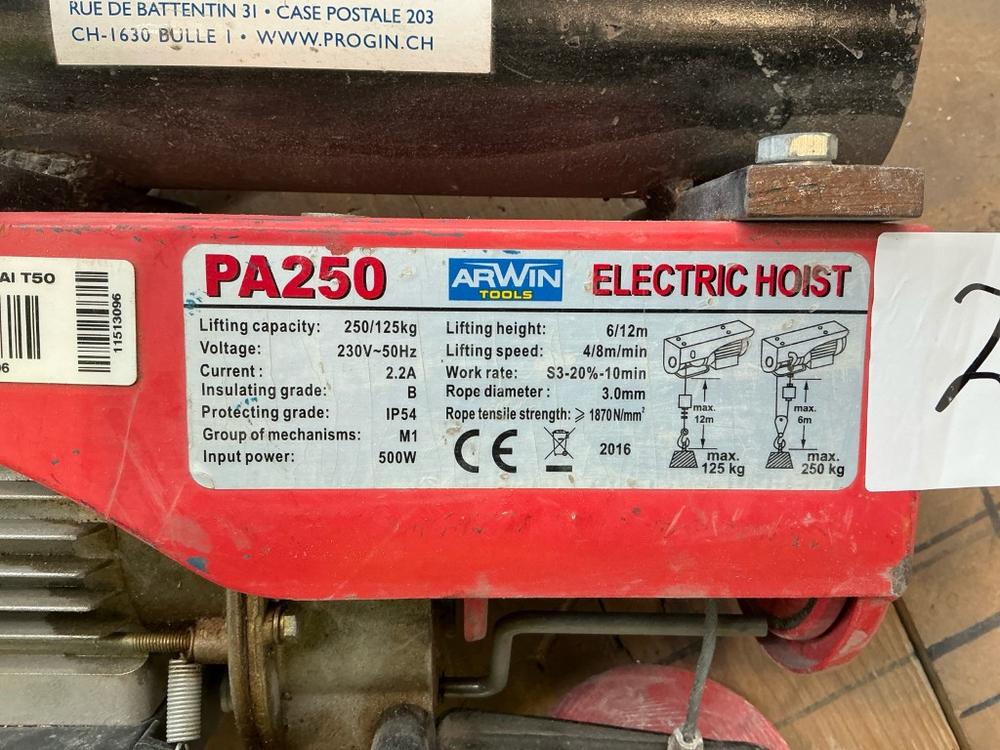 RUE DE BATTENTIN 31 • CASE POSTALE 203
CH-1630 BULLE 1 • WWW.PROGIN.CH
AI T50
11513096
6
PA250
ARWIN
TOOLS
ELECTRIC HOIST
Lifting capacity: 250/125kg
Voltage: 230V~50Hz
Current : 2.2A
Insulating grade: B
Protecting grade: IP54
Group of mechanisms: M1
Input power: 500W
Lifting height: 6/12m
Lifting speed: 4/8m/min
Work rate: S3-20%-10min
Rope diameter : 3.0mm
Rope tensile strength: ⩾ 1870N/mm²
CE
2016
max.
12m
max.
125 kg
max.
6m
max.
250 kg
2